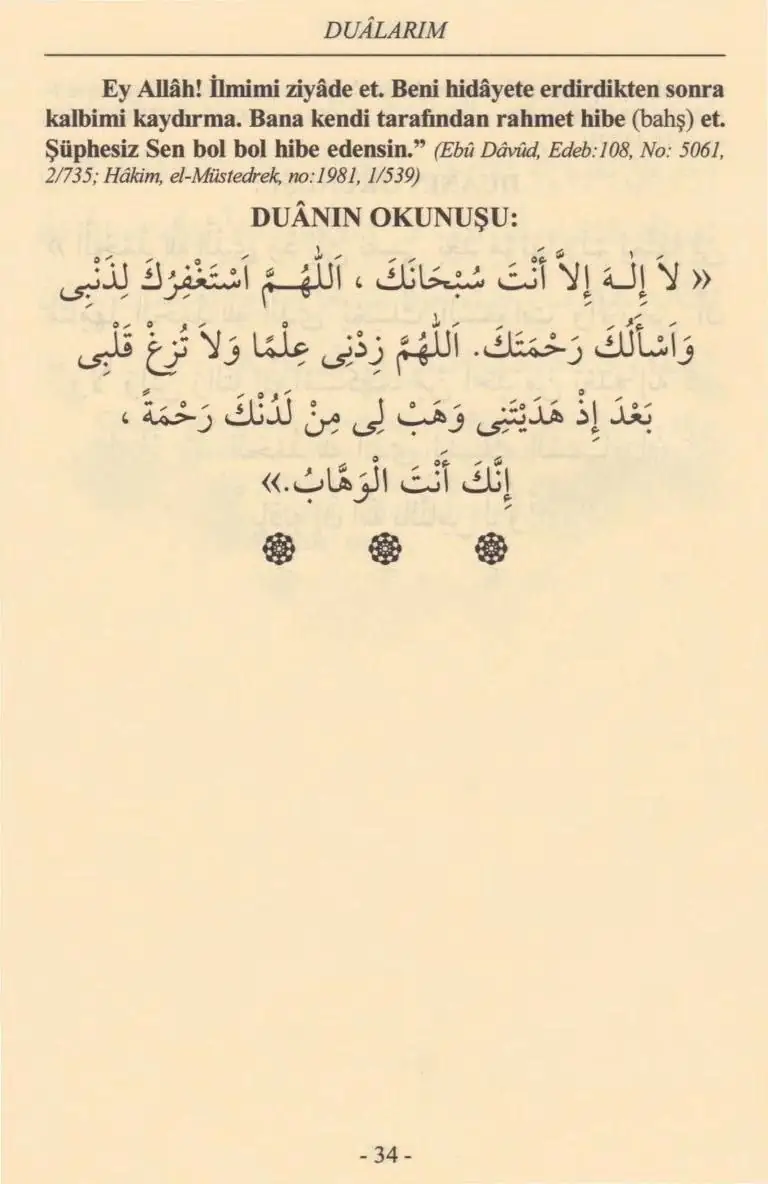 DUÂLARIM
Ey Allâh! İlmimi ziyâde et. Beni hidâyete erdirdikten sonra
kalbimi kaydırma. Bana kendi tarafından rahmet hibe (bahş) et.
Şüphesiz Sen bol bol hibe edensin.” (Ebû Dâvûd, Edeb:108, No: 5061,
2/735; Hâkim, el-Müstedrek, no:1981, 1/539)
DUÂNIN OKUNUŞU:
« لاَ إِلٰـهَ إِلاَّ أَنْتَ سُبْحَانَكَ ، اَللّٰهُـمَّ اَسْتَغْفِرُكَ لِذَنْبِى
وَاَسْأَلُكَ رَحْمَتَكَ. اَللّٰهُمَّ زِدْنِى عِلْمًا وَلاَ تُزِغْ قَلْبِى
بَعْدَ إِذْ هَدَيْتَنِى وَهَبْ لِى مِنْ لَدُنْكَ رَحْمَةً ،
إِنَّكَ أَنْتَ الْوَهَّابُ.»
- 34 -